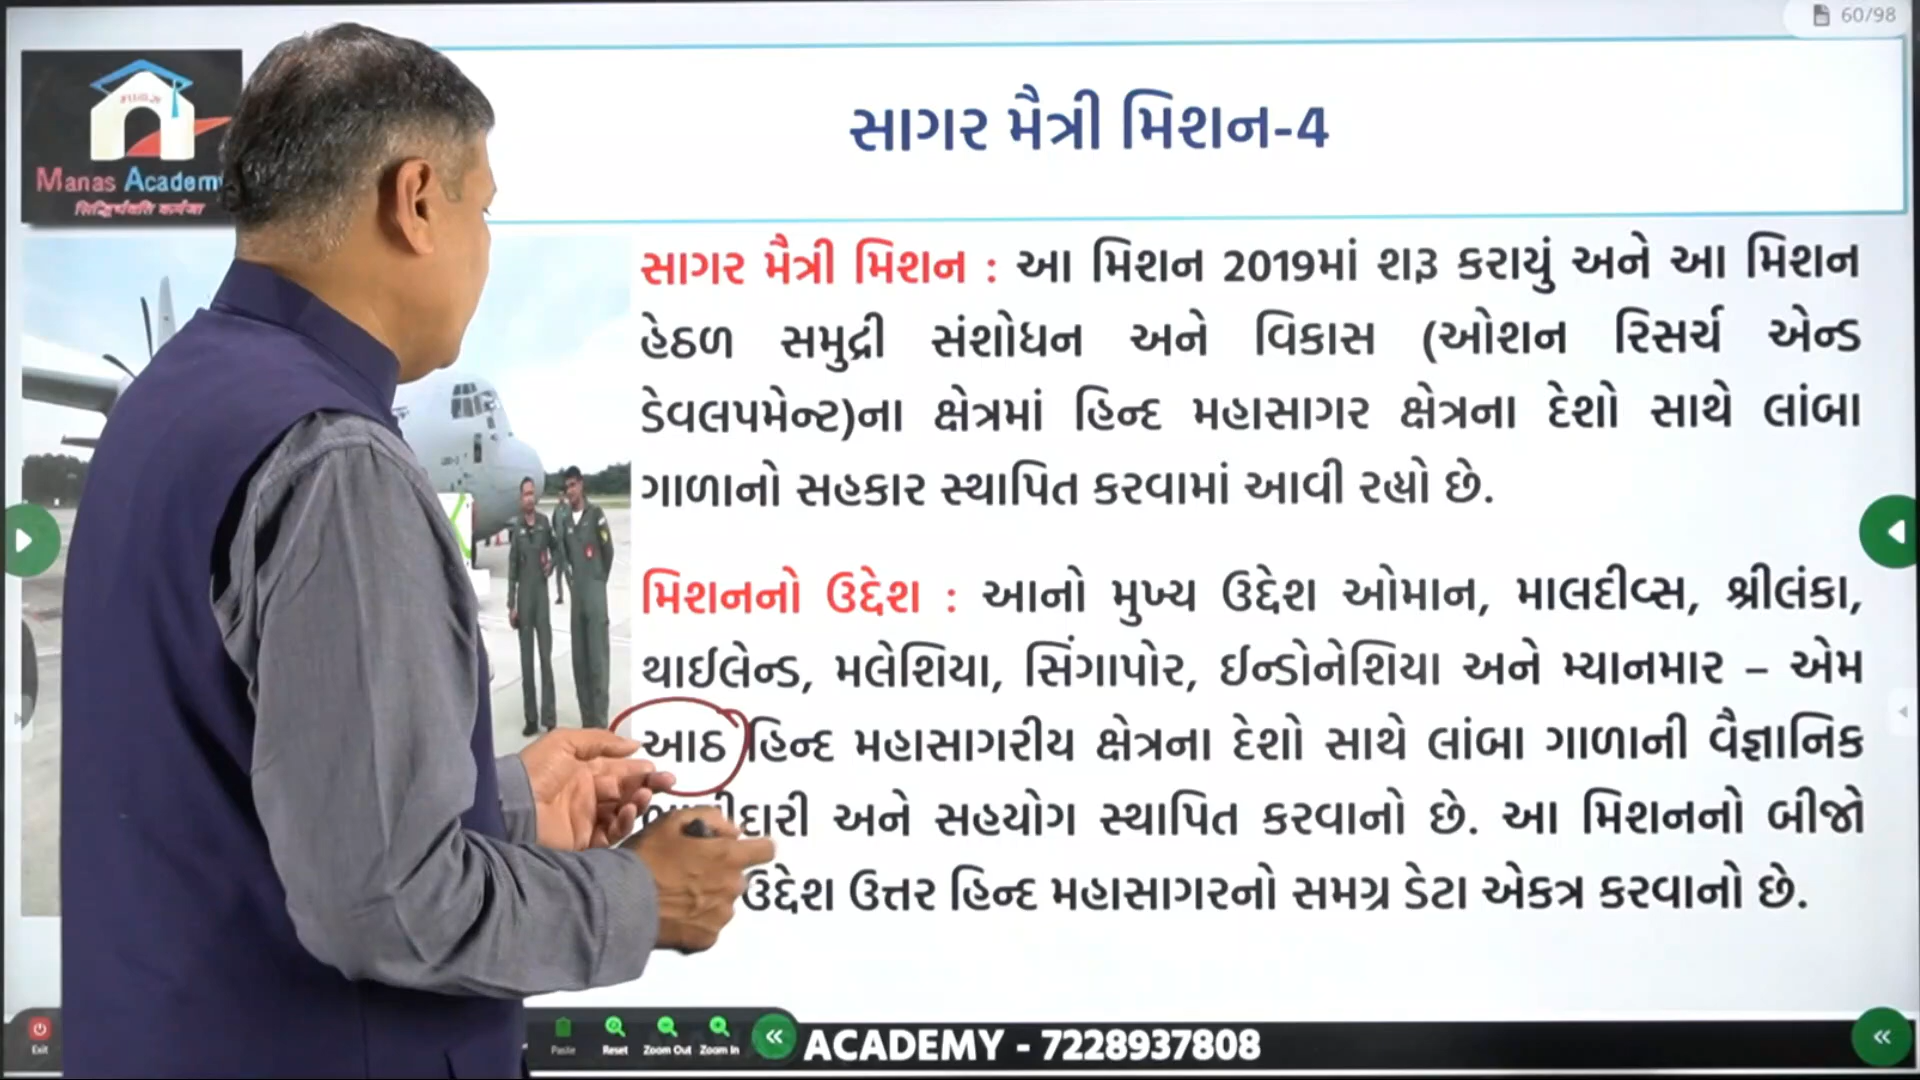 60/98
Manas Academy
સાગર મૈત્રી મિશન-4
સાગર મૈત્રી મિશન : આ મિશન 2019માં શરૂ કરાયું અને આ મિશન
હેઠળ સમુદ્રી સંશોધન અને વિકાસ (ઓશન રિસર્ચ એન્ડ
ડેવલપમેન્ટ)ના ક્ષેત્રમાં હિન્દ મહાસાગર ક્ષેત્રના દેશો સાથે લાંબા
ગાળાનો સહકાર સ્થાપિત કરવામાં આવી રહ્યો છે.
મિશનનો ઉદ્દેશ : આનો મુખ્ય ઉદ્દેશ ઓમાન, માલદીવ્સ, શ્રીલંકા,
થાઈલેન્ડ, મલેશિયા, સિંગાપોર, ઈન્ડોનેશિયા અને મ્યાનમાર – એમ
આઠ હિન્દ મહાસાગરીય ક્ષેત્રના દેશો સાથે લાંબા ગાળાની વૈજ્ઞાનિક
અને સહયોગ સ્થાપિત કરવાનો છે. આ મિશનનો બીજો
ઉદ્દેશ ઉત્તર હિન્દ મહાસાગરનો સમગ્ર ડેટા એકત્ર કરવાનો છે.
Exit Paste Reset Zoom Out Zoom In
ACADEMY - 7228937808